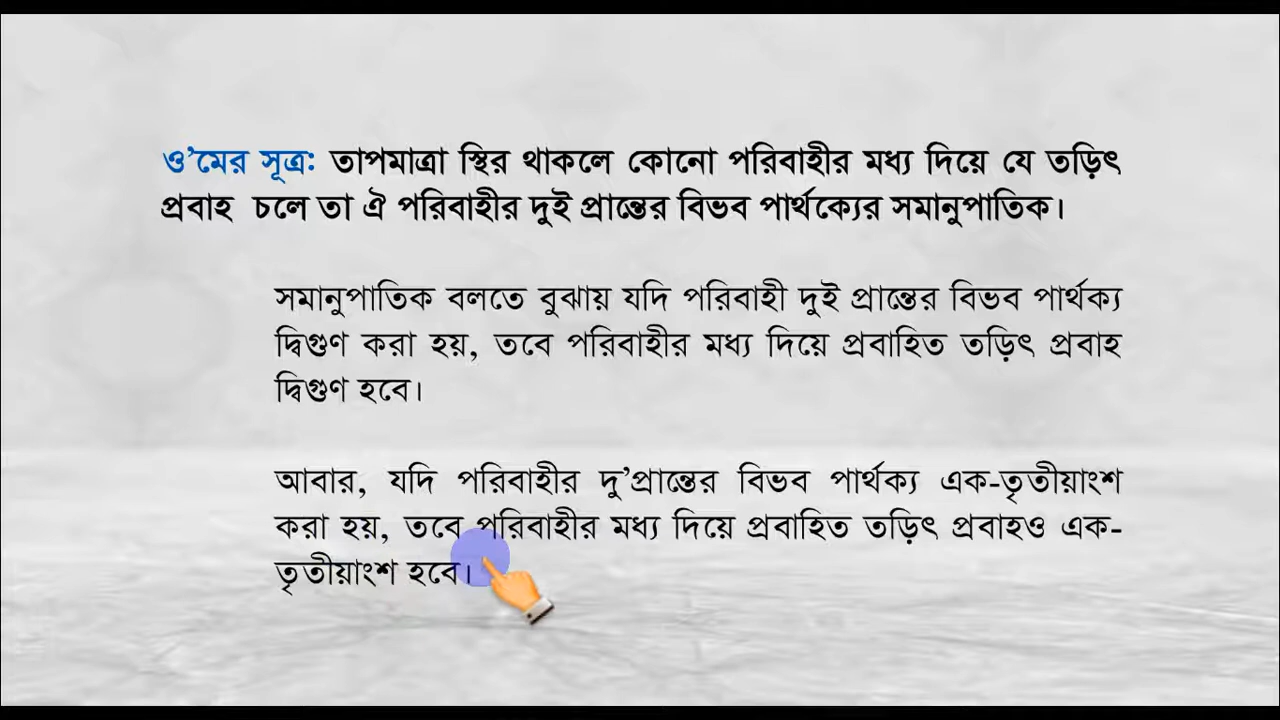 ও'মের সূত্র: তাপমাত্রা স্থির থাকলে কোনো পরিবাহীর মধ্য দিয়ে যে তড়িৎ
প্রবাহ চলে তা ঐ পরিবাহীর দুই প্রান্তের বিভব পার্থক্যের সমানুপাতিক।
সমানুপাতিক বলতে বুঝায় যদি পরিবাহী দুই প্রান্তের বিভব পার্থক্য
দ্বিগুণ করা হয়, তবে পরিবাহীর মধ্য দিয়ে প্রবাহিত তড়িৎ প্রবাহ
দ্বিগুণ হবে।
আবার, যদি পরিবাহীর দু'প্রান্তের বিভব পার্থক্য এক-তৃতীয়াংশ
করা হয়, তবে পরিবাহীর মধ্য দিয়ে প্রবাহিত তড়িৎ প্রবাহও এক-
তৃতীয়াংশ হবে।